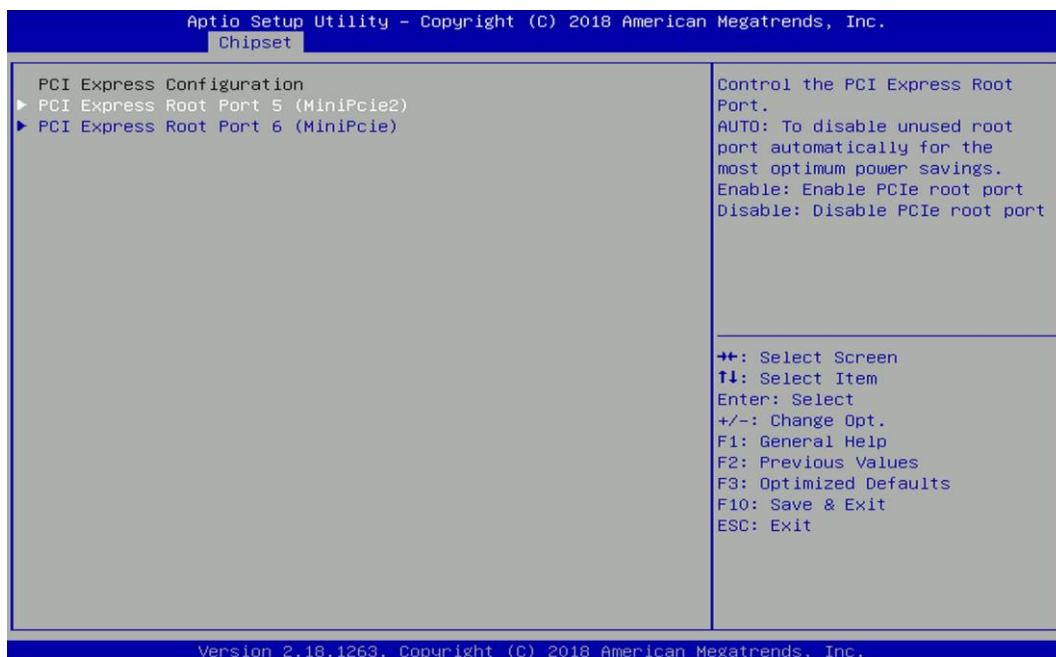 Aptio Setup Utility – Copyright (C) 2018 American Megatrends, Inc.
Chipset
PCI Express Configuration
▶ PCI Express Root Port 5 (MiniPcie2)
▶ PCI Express Root Port 6 (MiniPcie)
Control the PCI Express Root
Port.
AUTO: To disable unused root
port automatically for the
most optimum power savings.
Enable: Enable PCIe root port
Disable: Disable PCIe root port
→←: Select Screen
↑↓: Select Item
Enter: Select
+/-: Change Opt.
F1: General Help
F2: Previous Values
F3: Optimized Defaults
F10: Save & Exit
ESC: Exit
Version 2.18.1263. Copyright (C) 2018 American Megatrends, Inc.